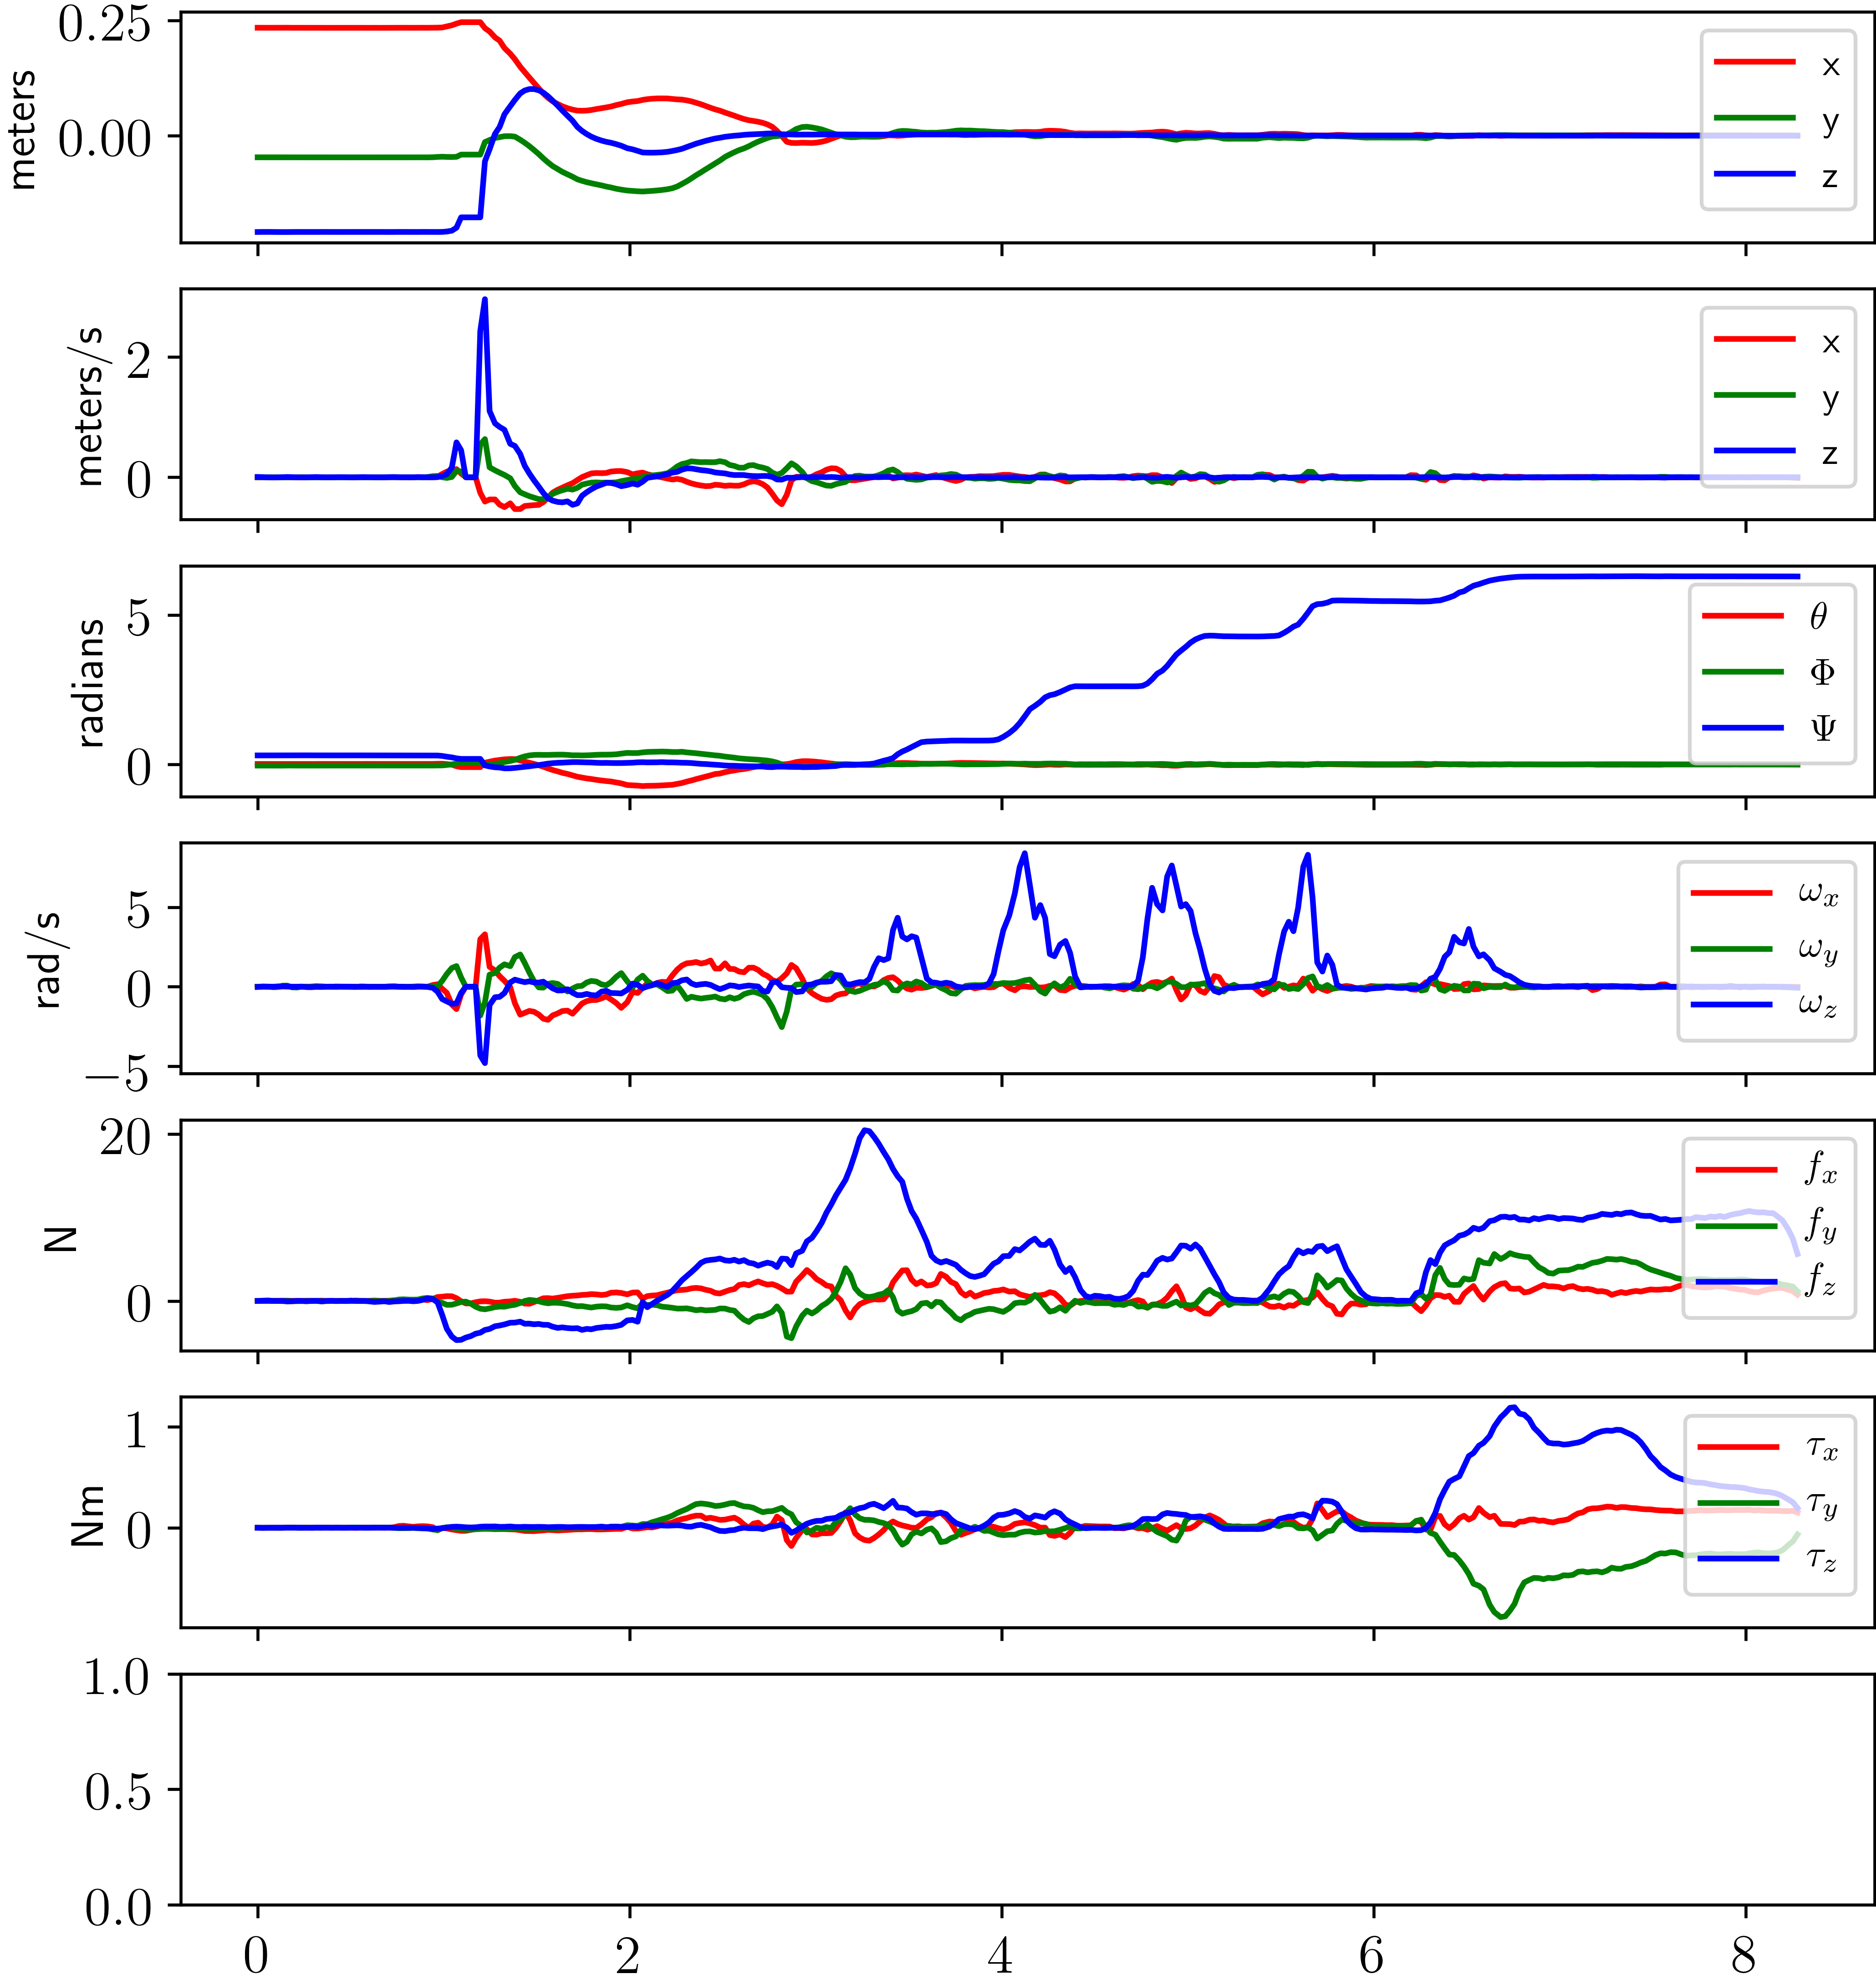 meters
0.25
0.00
x
y
z
meters/s
2
0
x
y
z
radians
5
0
θ
Φ
Ψ
rad/s
5
0
−5
ω_x
ω_y
ω_z
N
20
0
f_x
f_y
f_z
Nm
1
0
τ_x
τ_y
τ_z
1.0
0.5
0.0
0 2 4 6 8